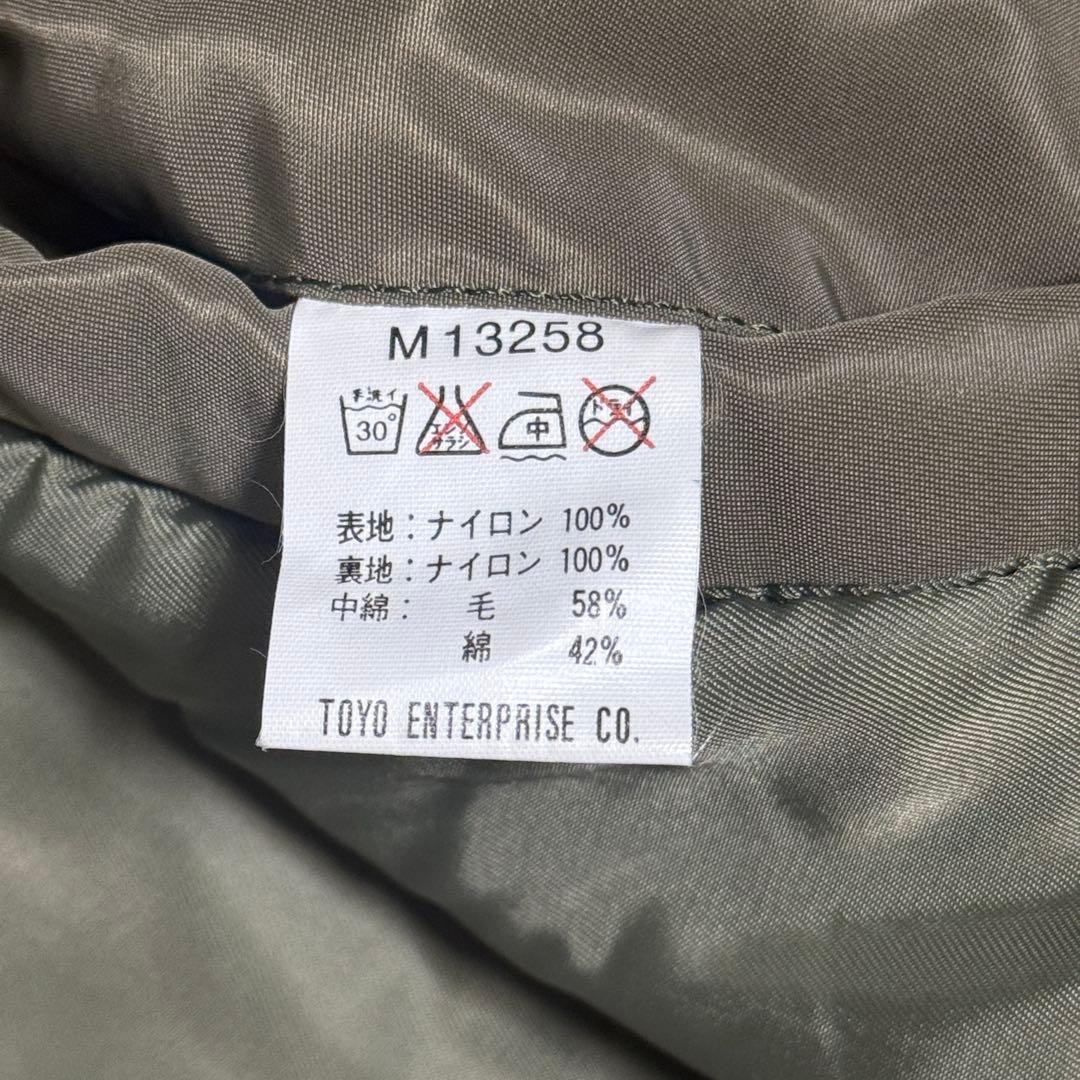 M13258
手洗イ
30°
エンソ
サラシ
中
ドライ
表地：ナイロン 100%
裏地：ナイロン 100%
中綿： 毛 58%
綿 42%
TOYO ENTERPRISE CO.